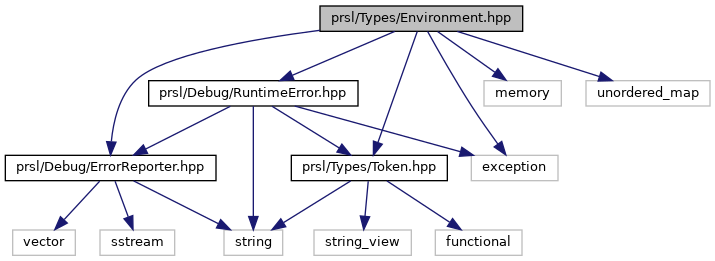 prsl/Types/Environment.hpp
prsl/Debug/RuntimeError.hpp
memory
unordered_map
prsl/Debug/ErrorReporter.hpp
prsl/Types/Token.hpp
exception
vector
sstream
string
string_view
functional